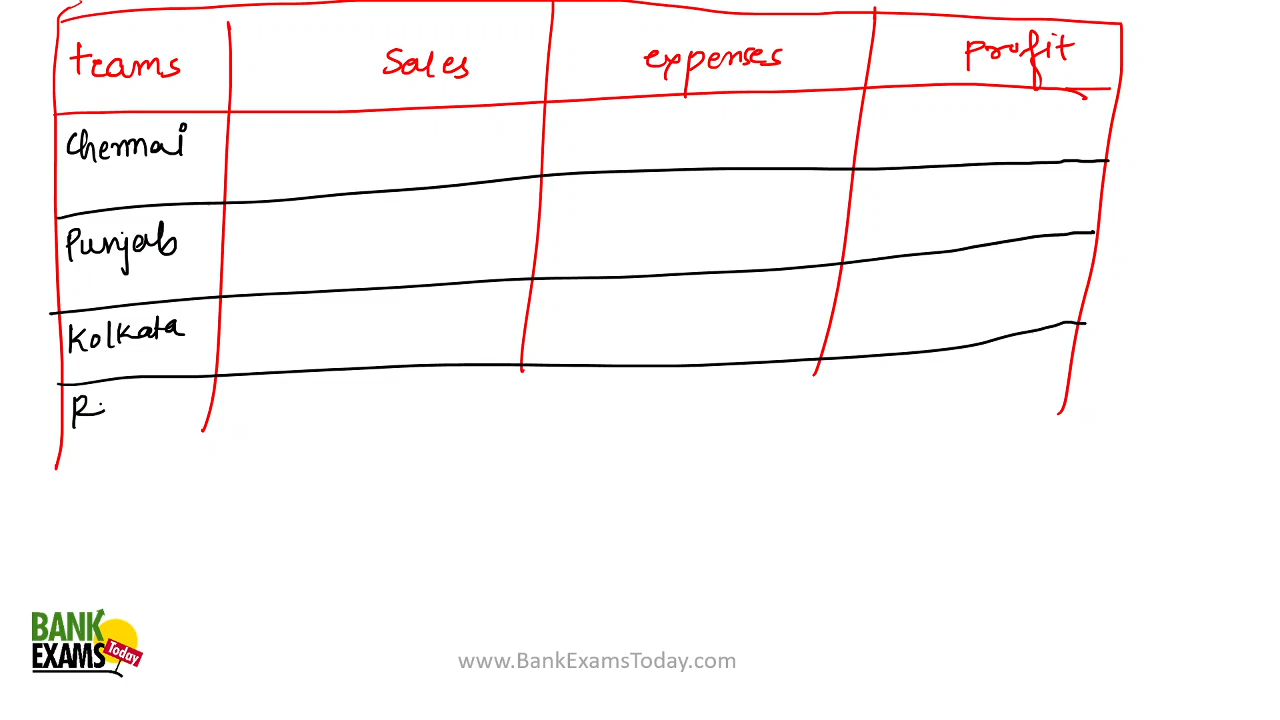 teams Sales expenses profit
Chennai
Punjab
Kolkata
R
BANK
EXAMS Today
www.BankExamsToday.com